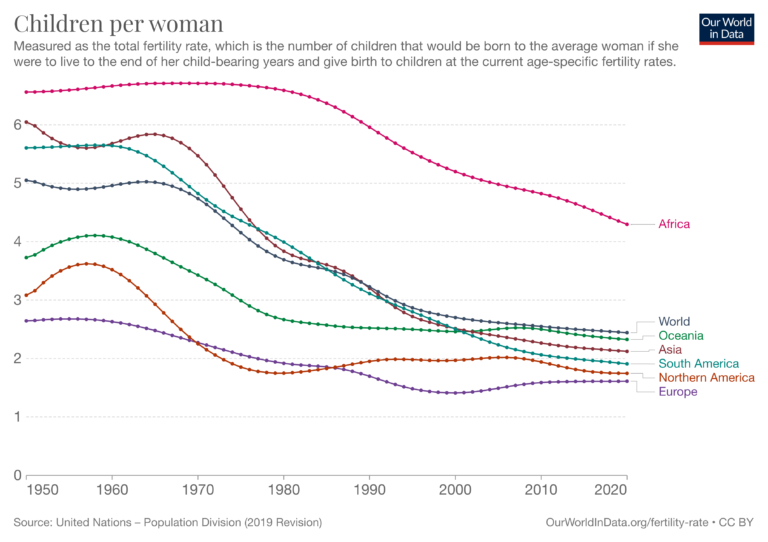 Children per woman
Our World
in Data
Measured as the total fertility rate, which is the number of children that would be born to the average woman if she
were to live to the end of her child-bearing years and give birth to children at the current age-specific fertility rates.
6
5
4
3
2
1
0
Africa
World
Oceania
Asia
South America
Northern America
Europe
1950 1960 1970 1980 1990 2000 2010 2020
Source: United Nations – Population Division (2019 Revision)
OurWorldInData.org/fertility-rate • CC BY